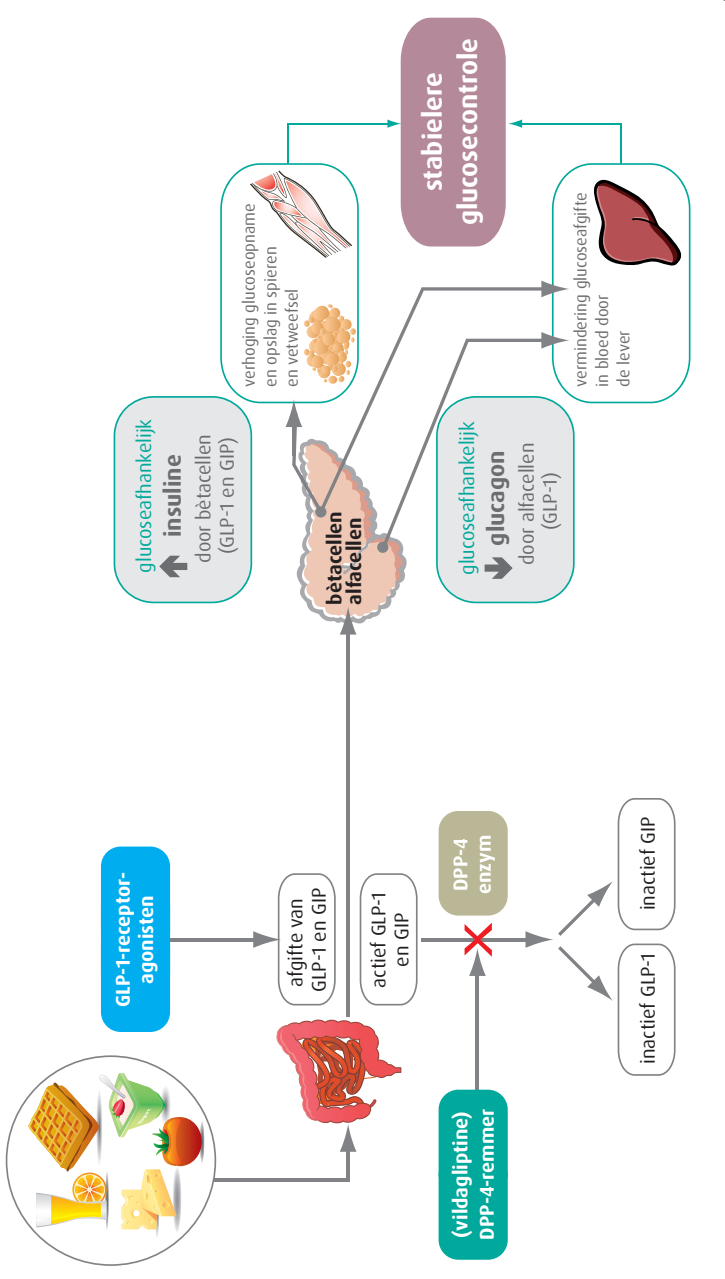 GLP-1-receptor-
agonisten
afgifte van
GLP-1 en GIP
actief GLP-1
en GIP
(vildagliptine)
DPP-4-remmer
DPP-4
enzym
inactief GLP-1
inactief GIP
bètacellen
alfacellen
glucoseafhankelijk
insuline
door bètacellen
(GLP-1 en GIP)
glucoseafhankelijk
glucagon
door alfacellen
(GLP-1)
verhoging glucoseopname
en opslag in spieren
en vetweefsel
vermindering glucoseafgifte
in bloed door
de lever
stabielere
glucosecontrole